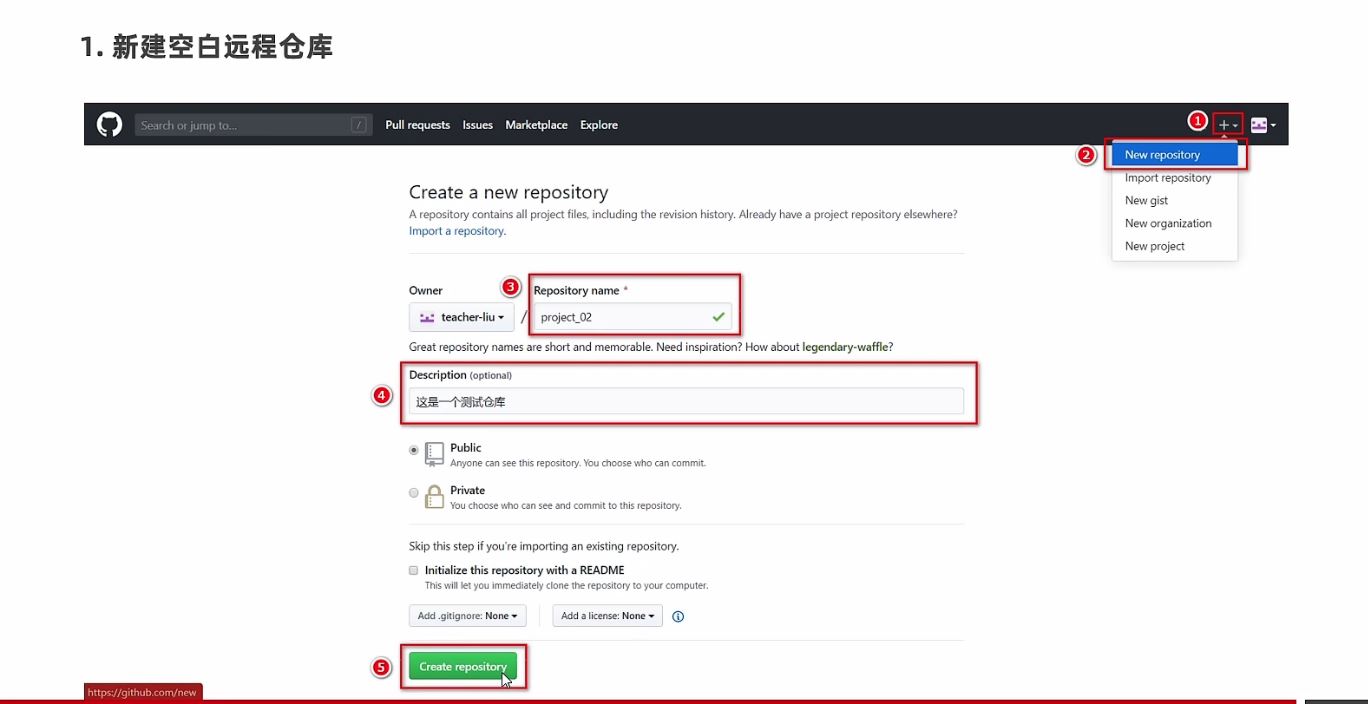 1. 新建空白远程仓库
Search or jump to... / Pull requests Issues Marketplace Explore 1 +
2 New repository
Import repository
New gist
New organization
New project
Create a new repository
A repository contains all project files, including the revision history. Already have a project repository elsewhere?
Import a repository.
Owner 3 Repository name *
teacher-liu / project_02
Great repository names are short and memorable. Need inspiration? How about legendary-waffle?
Description (optional)
4 这是一个测试仓库
Public
Anyone can see this repository. You choose who can commit.
Private
You choose who can see and commit to this repository.
Skip this step if you're importing an existing repository.
Initialize this repository with a README
This will let you immediately clone the repository to your computer.
Add .gitignore: None Add a license: None
5 Create repository
https://github.com/new